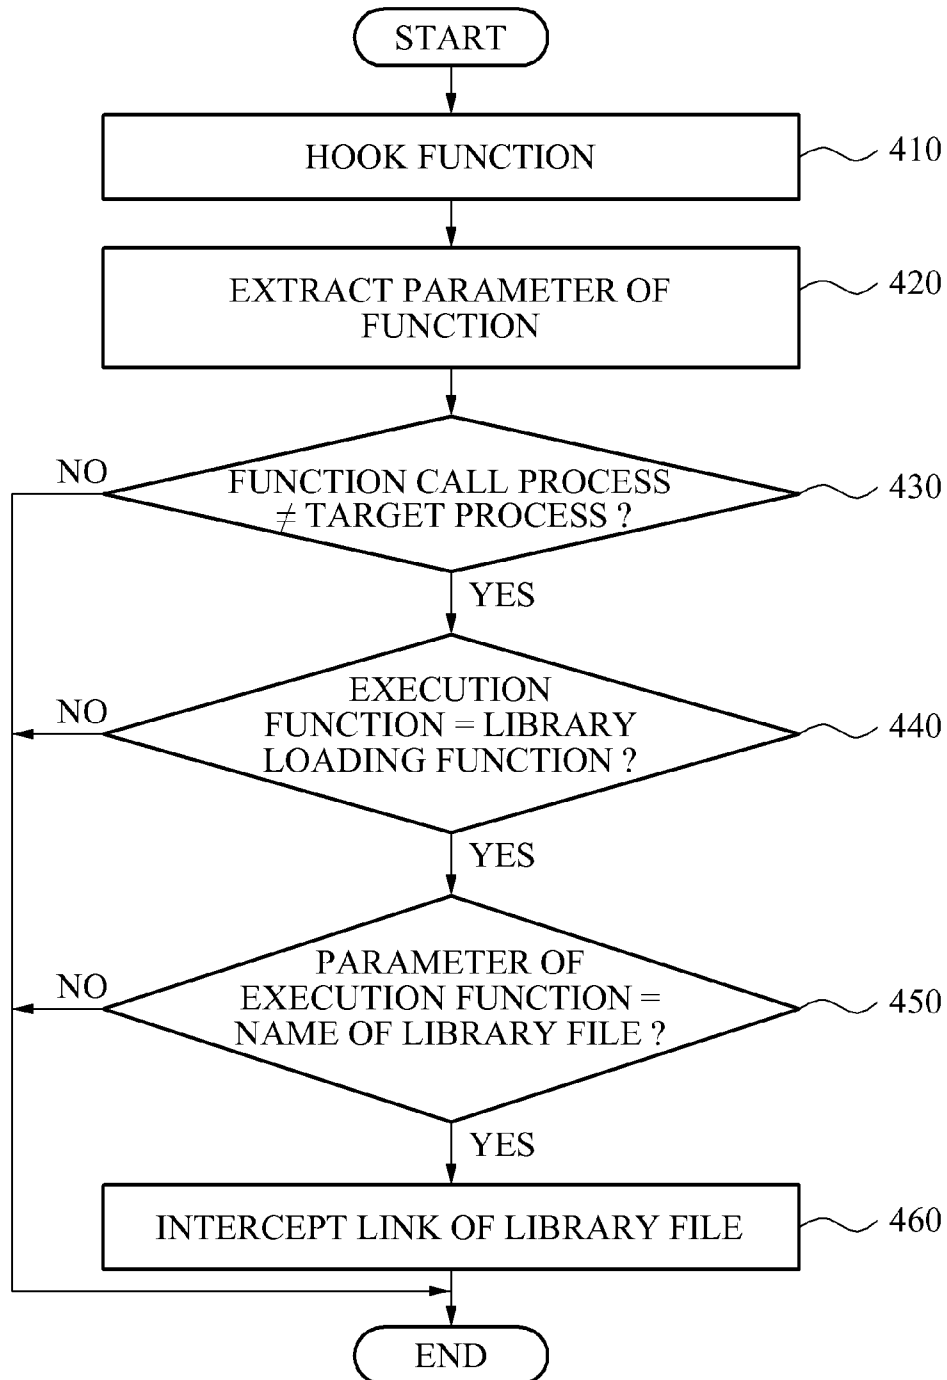 START
HOOK FUNCTION
410
EXTRACT PARAMETER OF
FUNCTION
420
NO
FUNCTION CALL PROCESS
≠ TARGET PROCESS ?
430
YES
NO
EXECUTION
FUNCTION = LIBRARY
LOADING FUNCTION ?
440
YES
NO
PARAMETER OF
EXECUTION FUNCTION =
NAME OF LIBRARY FILE ?
450
YES
INTERCEPT LINK OF LIBRARY FILE
460
END